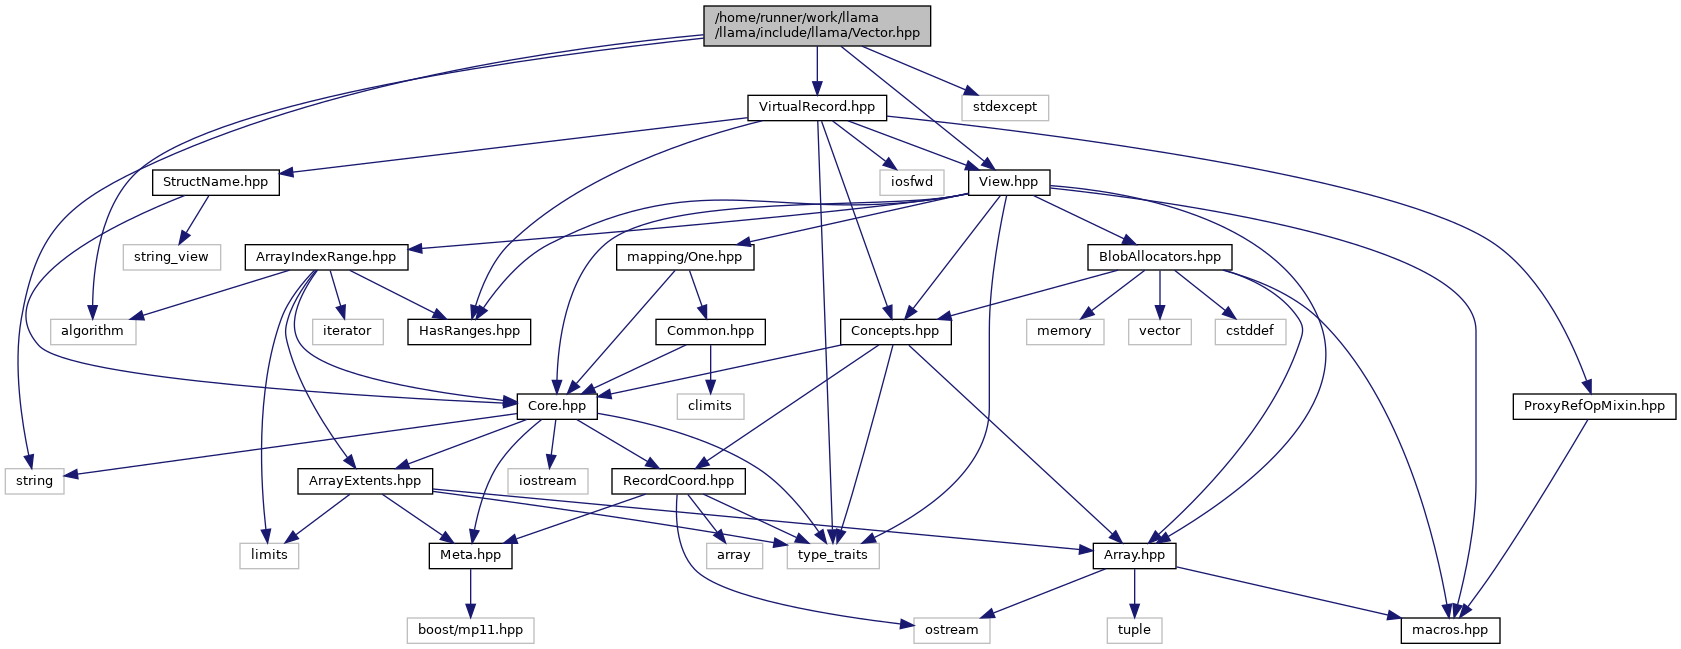 /home/runner/work/llama
/llama/include/llama/Vector.hpp
VirtualRecord.hpp
stdexcept
StructName.hpp
iosfwd
View.hpp
string_view
ArrayIndexRange.hpp
mapping/One.hpp
BlobAllocators.hpp
algorithm
iterator
HasRanges.hpp
Common.hpp
Concepts.hpp
memory
vector
cstddef
Core.hpp
climits
ProxyRefOpMixin.hpp
string
ArrayExtents.hpp
iostream
RecordCoord.hpp
limits
Meta.hpp
array
type_traits
Array.hpp
boost/mp11.hpp
ostream
tuple
macros.hpp